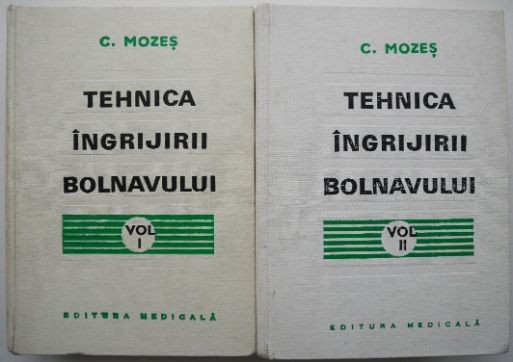 C. MOZEȘ
TEHNICA
ÎNGRIJIRII
BOLNAVULUI
VOL
I
EDITURA MEDICALĂ
C. MOZEȘ
TEHNICA
ÎNGRIJIRII
BOLNAVULUI
VOL
II
EDITURA MEDICALĂ